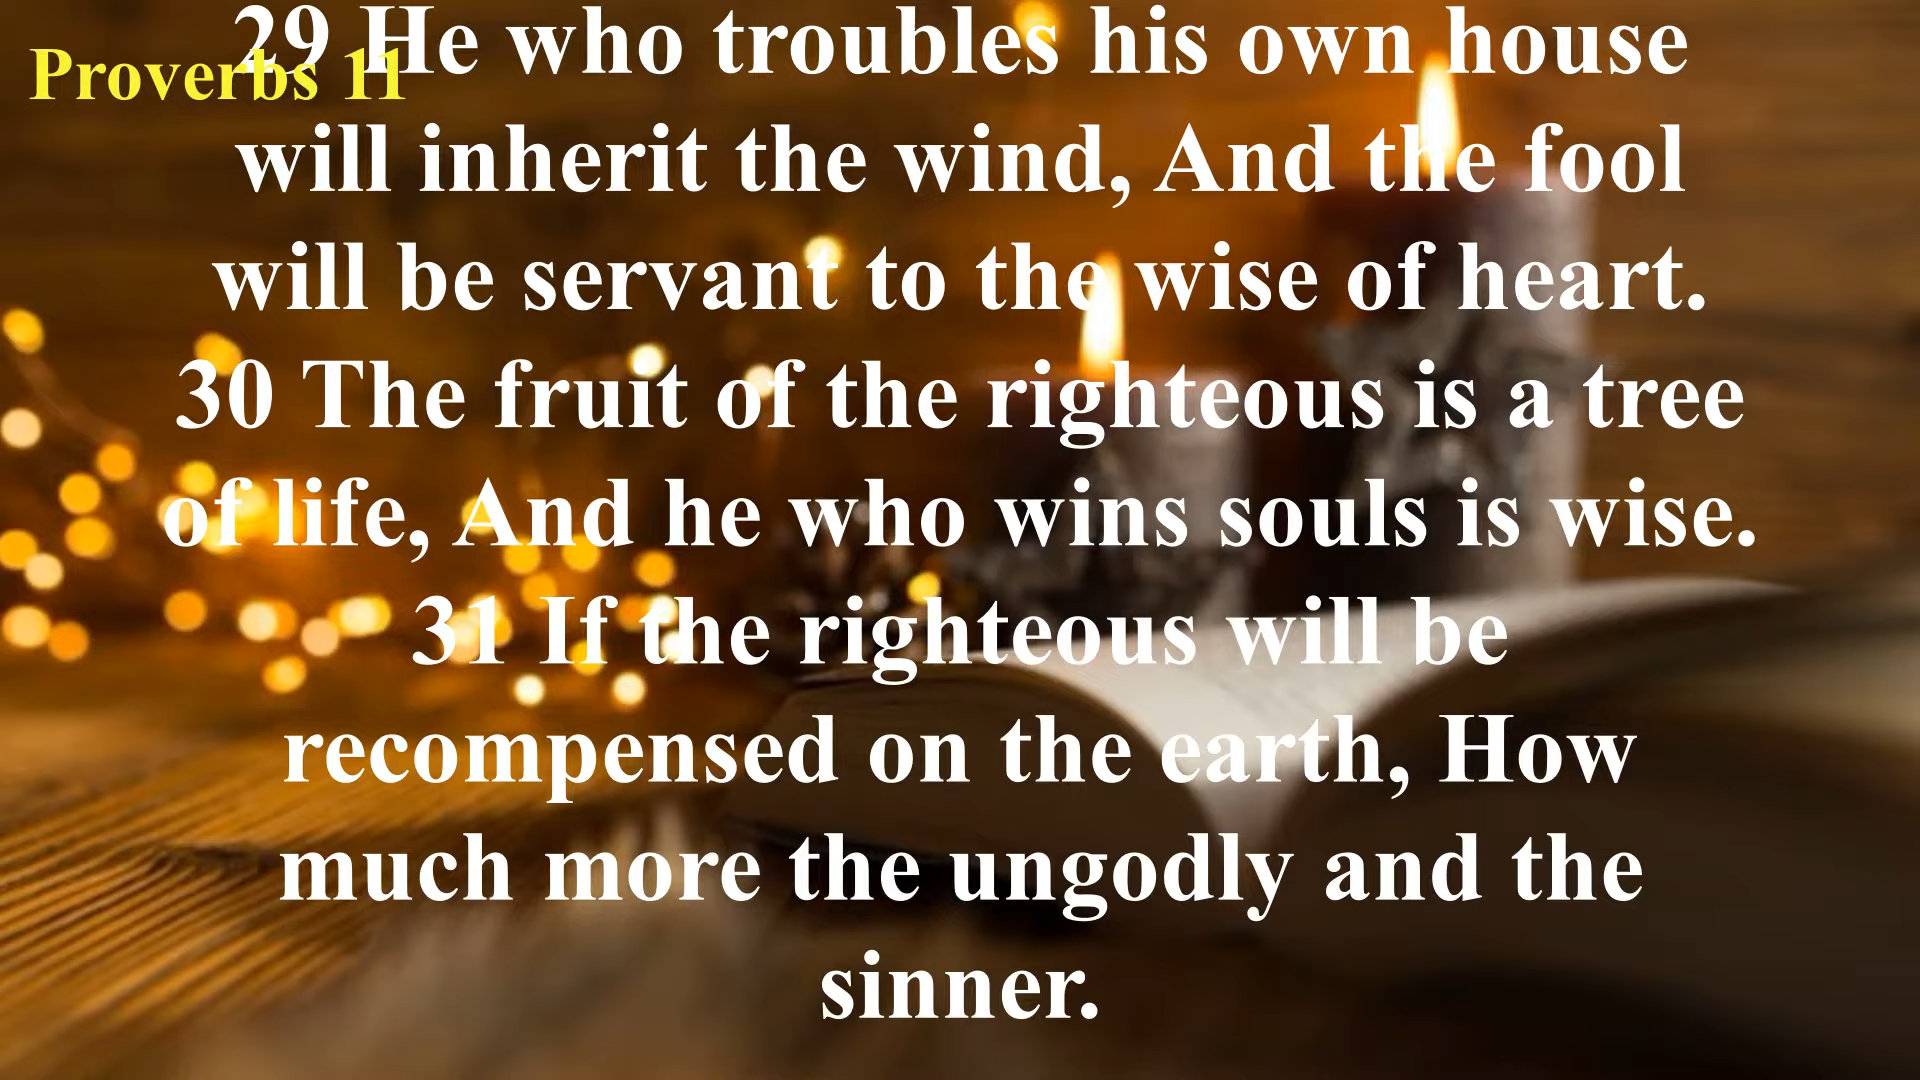 Proverbs 11
29 He who troubles his own house
will inherit the wind, And the fool
will be servant to the wise of heart.
30 The fruit of the righteous is a tree
of life, And he who wins souls is wise.
31 If the righteous will be
recompensed on the earth, How
much more the ungodly and the
sinner.